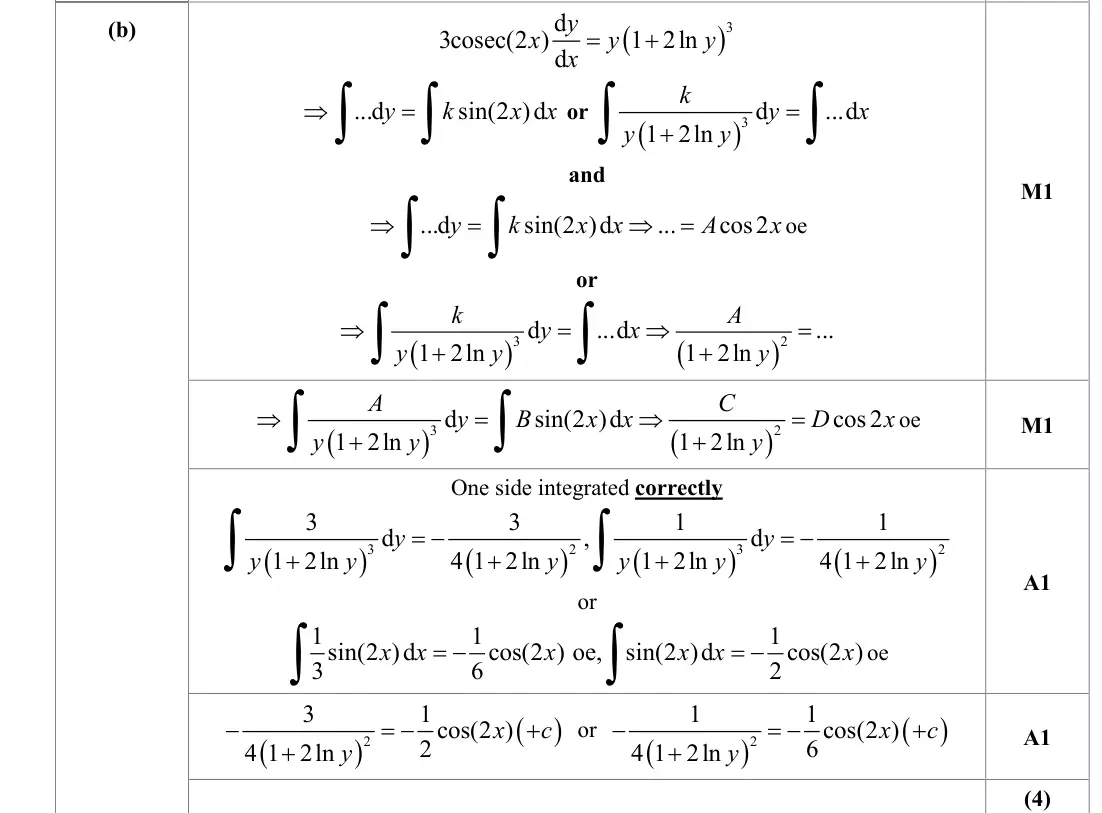 (b)
3cosec(2x) dy/dx = y(1 + 2 ln y)³
⇒ ∫ ...dy = ∫ k sin(2x) dx or ∫ k/(y(1 + 2 ln y)³) dy = ∫ ...dx
and
⇒ ∫ ...dy = ∫ k sin(2x) dx ⇒ ... = A cos 2x oe
or
⇒ ∫ k/(y(1 + 2 ln y)³) dy = ∫ ...dx ⇒ A/(1 + 2 ln y)² = ...
M1
⇒ ∫ A/(y(1 + 2 ln y)³) dy = ∫ B sin(2x) dx ⇒ C/(1 + 2 ln y)² = D cos 2x oe
M1
One side integrated correctly
∫ 3/(y(1 + 2 ln y)³) dy = −3/(4(1 + 2 ln y)²), ∫ 1/(y(1 + 2 ln y)³) dy = −1/(4(1 + 2 ln y)²)
or
∫ 1/3 sin(2x) dx = −1/6 cos(2x) oe, ∫ sin(2x) dx = −1/2 cos(2x) oe
A1
−3/(4(1 + 2 ln y)²) = −1/2 cos(2x)(+c) or −1/(4(1 + 2 ln y)²) = −1/6 cos(2x)(+c)
A1
(4)